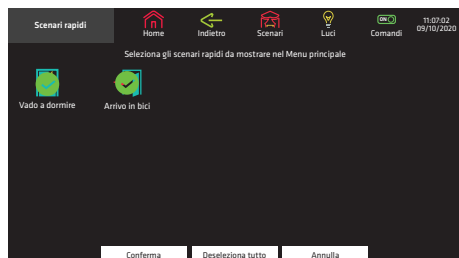 Scenari rapidi
Home
Indietro
Scenari
Luci
ON
Comandi
11:07:02
09/10/2020
Seleziona gli scenari rapidi da mostrare nel Menu principale
Vado a dormire
Arrivo in bici
Conferma
Deseleziona tutto
Annulla